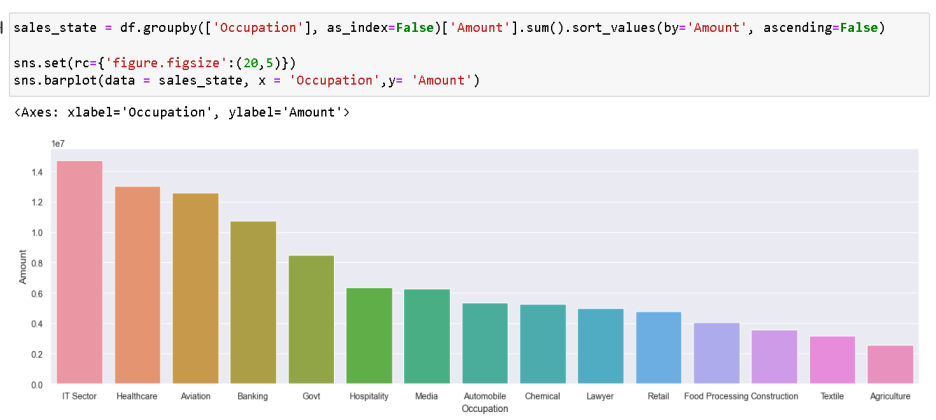 sales_state = df.groupby(['Occupation'], as_index=False)['Amount'].sum().sort_values(by='Amount', ascending=False)
sns.set(rc={'figure.figsize':(20,5)})
sns.barplot(data = sales_state, x = 'Occupation',y= 'Amount')
<Axes: xlabel='Occupation', ylabel='Amount'>
1e7
1.4
1.2
1.0
0.8
0.6
0.4
0.2
0.0
Amount
IT Sector Healthcare Aviation Banking Govt Hospitality Media Automobile Chemical Lawyer Retail Food Processing Construction Textile Agriculture
Occupation